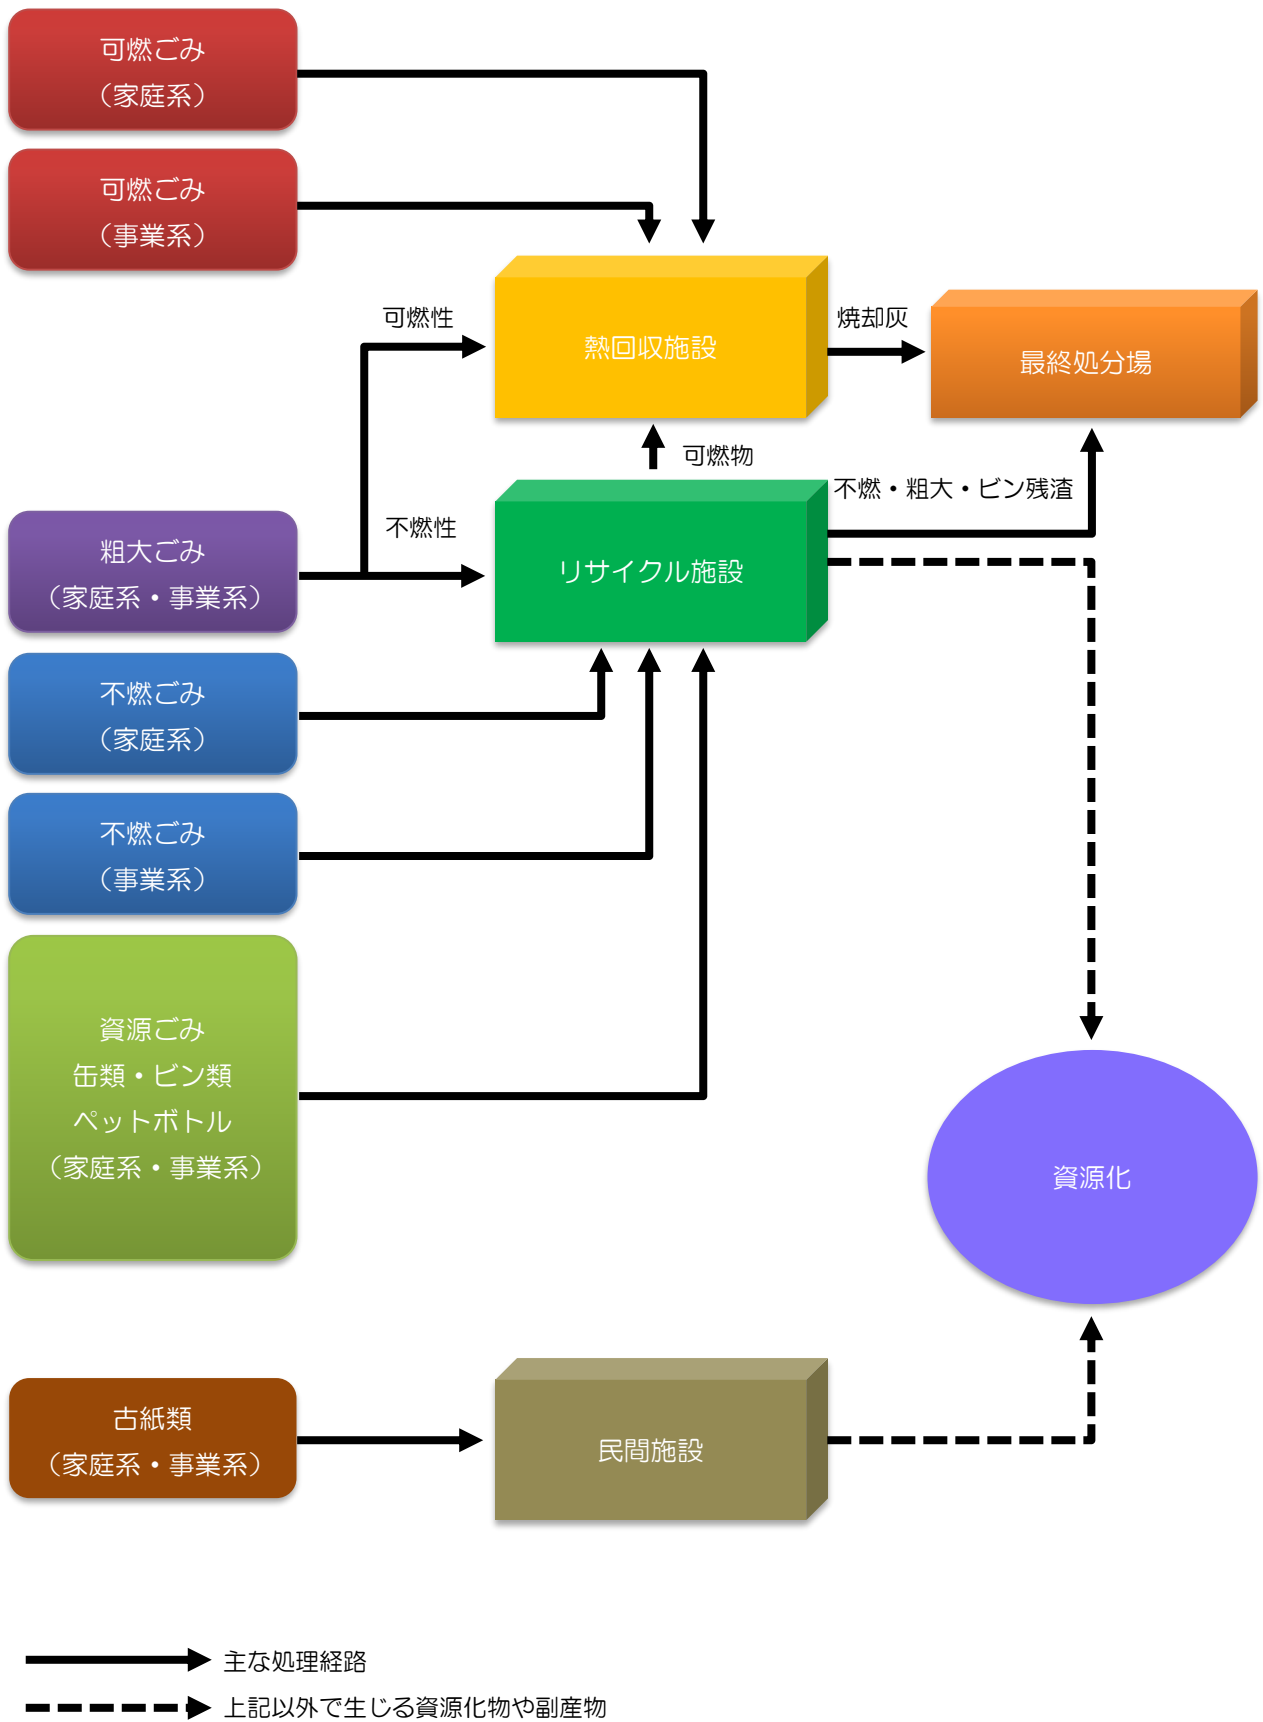 可燃ごみ
（家庭系）
可燃ごみ
（事業系）
可燃性
熱回収施設
焼却灰
最終処分場
可燃物
不燃・粗大・ビン残渣
不燃性
粗大ごみ
（家庭系・事業系）
リサイクル施設
不燃ごみ
（家庭系）
不燃ごみ
（事業系）
資源ごみ
缶類・ビン類
ペットボトル
（家庭系・事業系）
資源化
古紙類
（家庭系・事業系）
民間施設
主な処理経路
上記以外で生じる資源化物や副産物